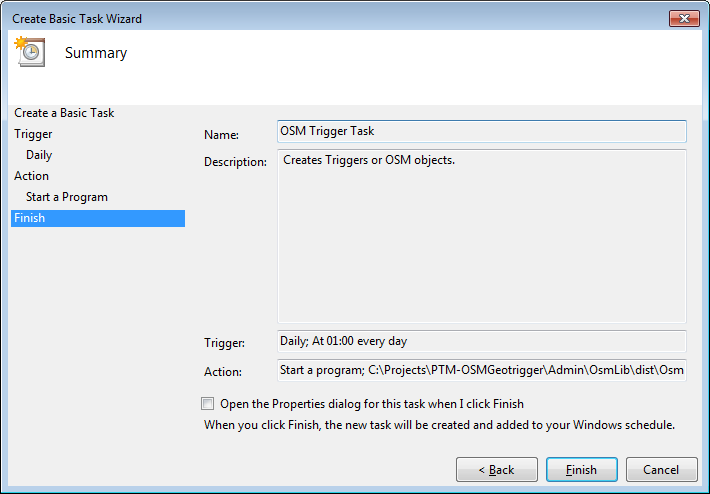 Create Basic Task Wizard
Summary
Create a Basic Task
Trigger
Daily
Action
Start a Program
Finish
Name:
OSM Trigger Task
Description:
Creates Triggers or OSM objects.
Trigger:
Daily; At 01:00 every day
Action:
Start a program; C:\Projects\PTM-OSMGeotrigger\Admin\OsmLib\dist\Osm
Open the Properties dialog for this task when I click Finish
When you click Finish, the new task will be created and added to your Windows schedule.
< Back
Finish
Cancel